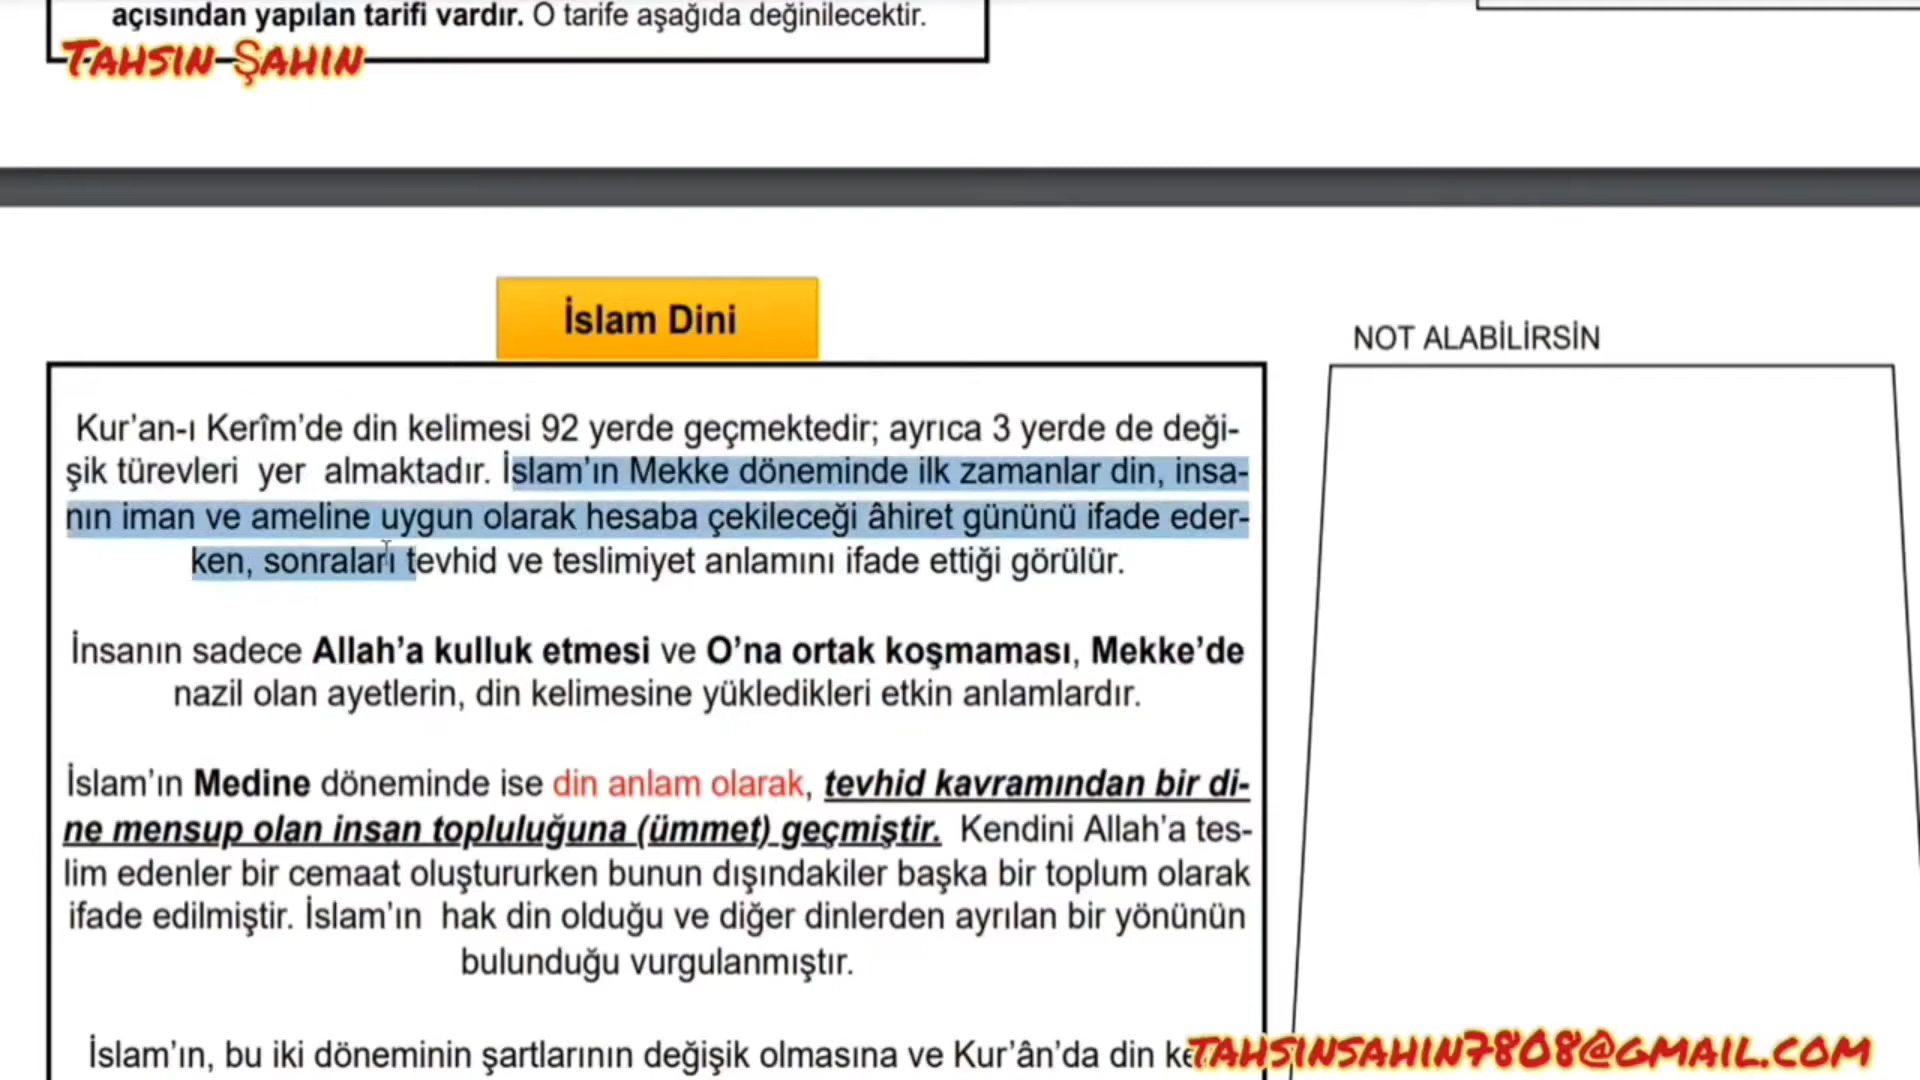 açısından yapılan tarifi vardır. O tarife aşağıda değinilecektir.
Tahsin Şahin
İslam Dini
NOT ALABİLİRSİN
Kur’an-ı Kerîm’de din kelimesi 92 yerde geçmektedir; ayrıca 3 yerde de deği-
şik türevleri yer almaktadır. İslam’ın Mekke döneminde ilk zamanlar din, insa-
nın iman ve ameline uygun olarak hesaba çekileceği âhiret gününü ifade eder-
ken, sonraları tevhid ve teslimiyet anlamını ifade ettiği görülür.
İnsanın sadece Allah’a kulluk etmesi ve O’na ortak koşmaması, Mekke’de
nazil olan ayetlerin, din kelimesine yükledikleri etkin anlamlardır.
İslam’ın Medine döneminde ise din anlam olarak, tevhid kavramından bir di-
ne mensup olan insan topluluğuna (ümmet) geçmiştir. Kendini Allah’a tes-
lim edenler bir cemaat oluştururken bunun dışındakiler başka bir toplum olarak
ifade edilmiştir. İslam’ın hak din olduğu ve diğer dinlerden ayrılan bir yönünün
bulunduğu vurgulanmıştır.
İslam’ın, bu iki döneminin şartlarının değişik olmasına ve Kur’ân’da din
tahsinsahin7808@gmail.com